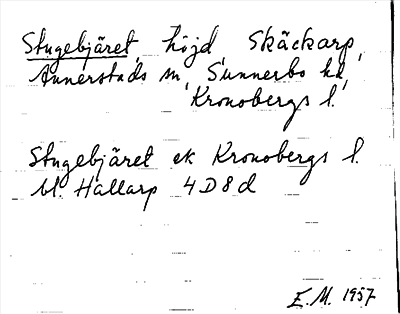 Stugebjäret, höjd Skäckarp,
Annerstads sn, Sunnerbo hd,
Kronobergs l.
Stugebjäret ek Kronobergs l.
bl. Hallarp 4D8d
E.M. 1957